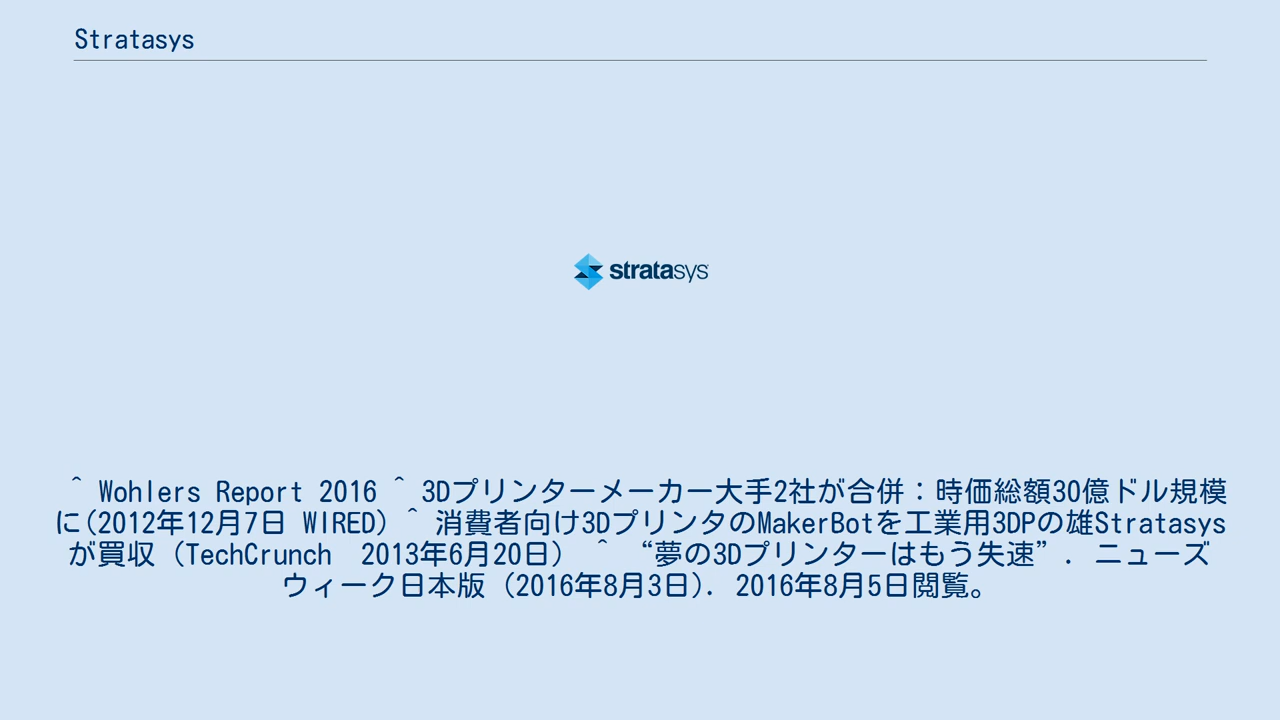 Stratasys
stratasys
^ Wohlers Report 2016 ^ 3Dプリンターメーカー大手2社が合併：時価総額30億ドル規模
に(2012年12月7日 WIRED) ^ 消費者向け3DプリンタのMakerBotを工業用3DPの雄Stratasys
が買収（TechCrunch　2013年6月20日） ^ “夢の3Dプリンターはもう失速”. ニューズ
ウィーク日本版 (2016年8月3日). 2016年8月5日閲覧。